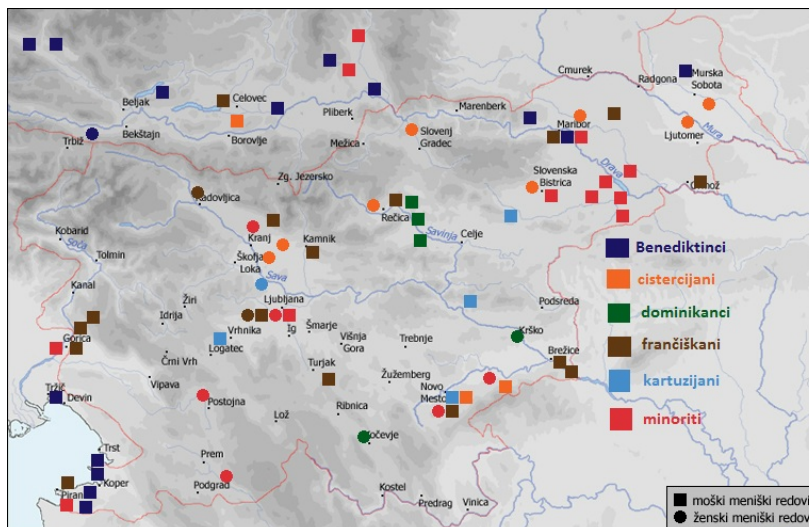 Cmurek
Radgona
Murska
Sobota
Beljak
Celovec
Pliberk
Marenberk
Maribor
Mura
Trbiž
Bekštajn
Borovlje
Mežica
Slovenj
Gradec
Ljutomer
Drava
Zg. Jezersko
Slovenska
Bistrica
Ormož
Radovljica
Rečica
Kobarid
Soča
Tolmin
Kranj
Kamnik
Savinja
Celje
Škofja
Loka
Sava
Kanal
Žiri
Idrija
Ljubljana
Podsreda
Vrhnika
Ig
Šmarje
Višnja
Gora
Trebnje
Krško
Gorica
Logatec
Brežice
Črni Vrh
Turjak
Žužemberg
Novo
Mesto
Tržič
Devin
Vipava
Postojna
Lož
Ribnica
Kočevje
Trst
Prem
Koper
Podgrad
Piran
Kostel
Predrag
Vinica
Benediktinci
cistercijani
dominikanci
frančiškani
kartuzijani
minoriti
moški meniški redovi
ženski meniški redovi